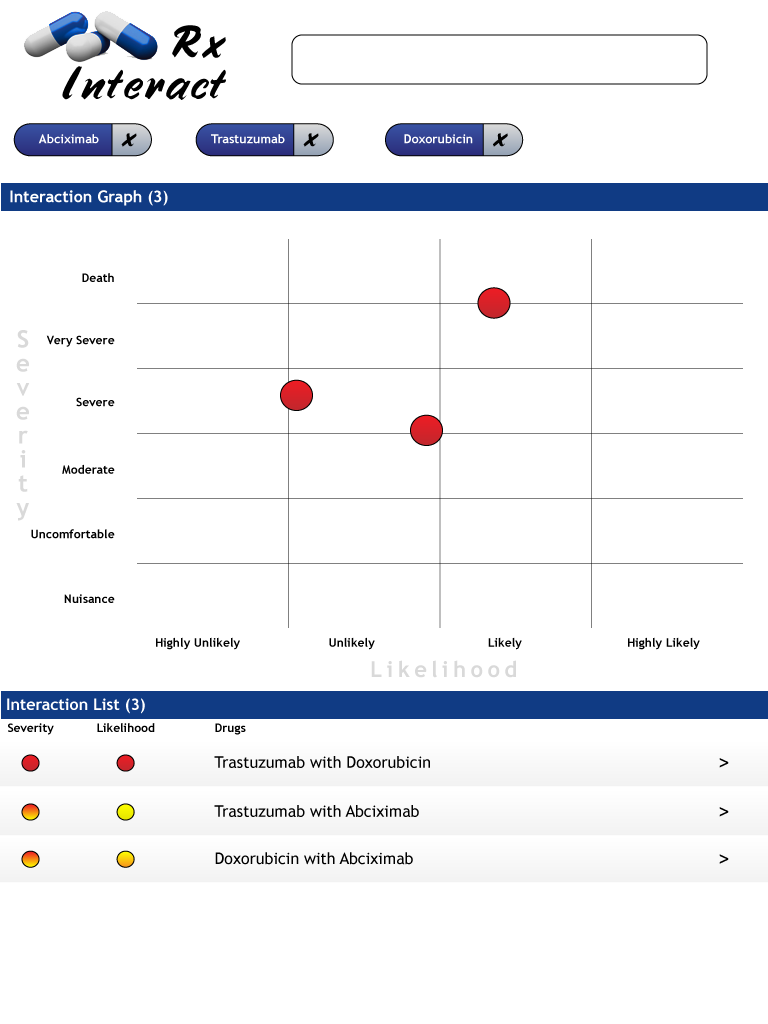 Rx
Interact
Abciximab X
Trastuzumab X
Doxorubicin X
Interaction Graph (3)
Death
Very Severe
Severe
Moderate
Uncomfortable
Nuisance
Severity
Highly Unlikely
Unlikely
Likely
Highly Likely
Likelihood
Interaction List (3)
Severity Likelihood Drugs
Trastuzumab with Doxorubicin >
Trastuzumab with Abciximab >
Doxorubicin with Abciximab >